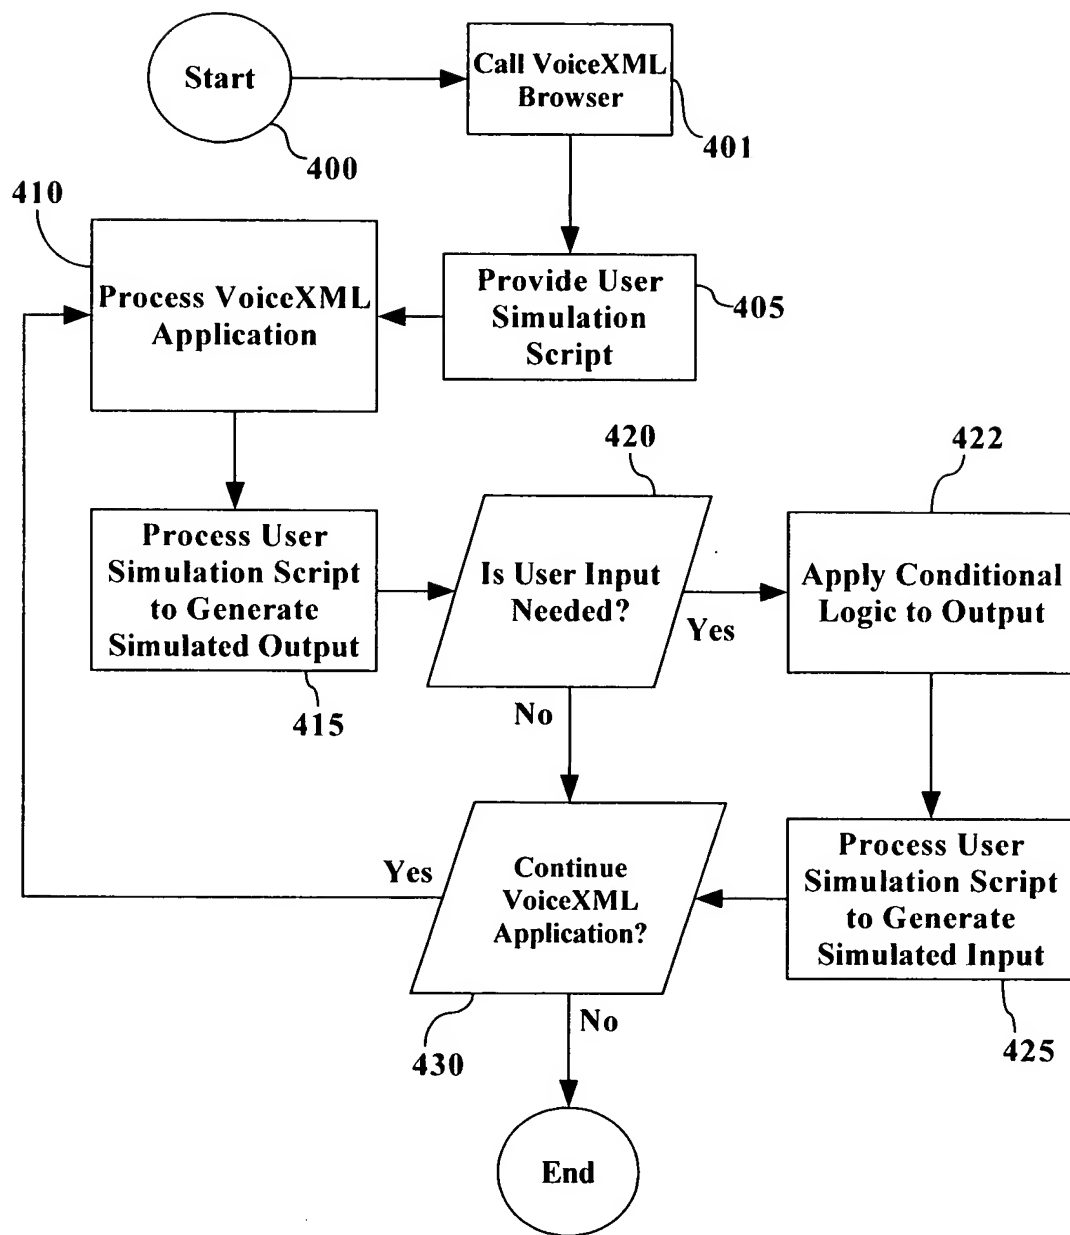 Start
400
Call VoiceXML
Browser
401
410
Process VoiceXML
Application
Provide User
Simulation
Script
405
Process User
Simulation Script
to Generate
Simulated Output
415
420
Is User Input
Needed?
Yes
No
422
Apply Conditional
Logic to Output
Process User
Simulation Script
to Generate
Simulated Input
425
Continue
VoiceXML
Application?
Yes
No
430
End